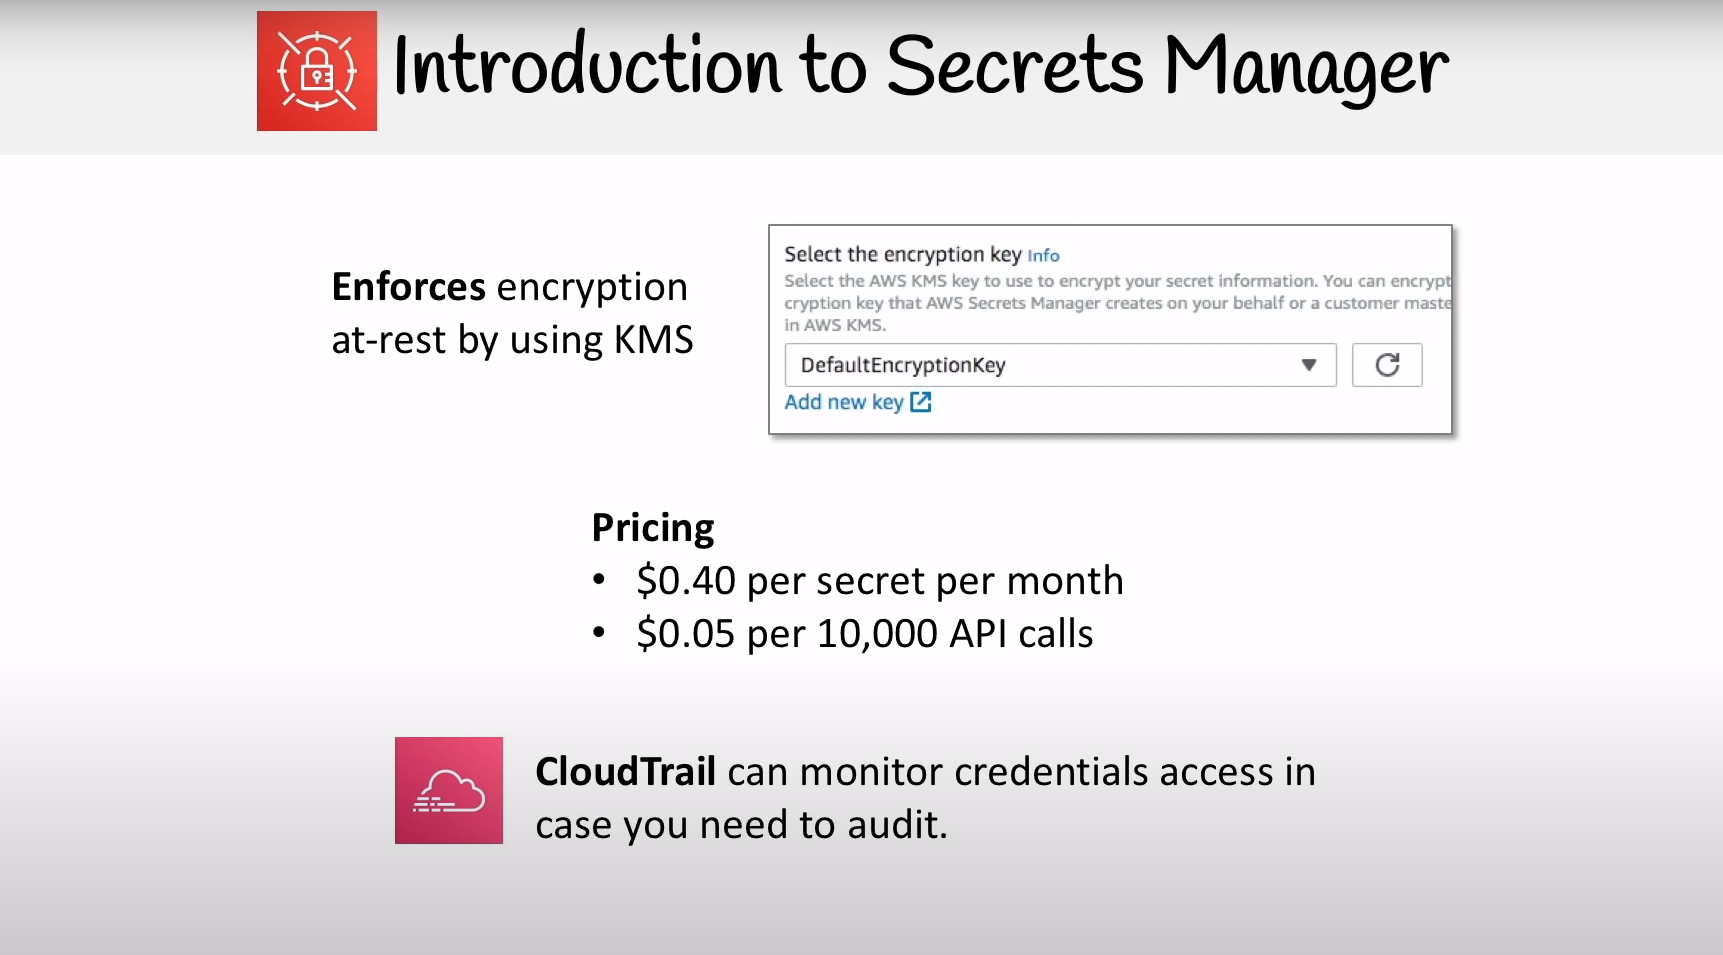 Introduction to Secrets Manager
Enforces encryption
at-rest by using KMS
Select the encryption key Info
Select the AWS KMS key to use to encrypt your secret information. You can encrypt
cryption key that AWS Secrets Manager creates on your behalf or a customer maste
in AWS KMS.
DefaultEncryptionKey
Add new key
Pricing
• $0.40 per secret per month
• $0.05 per 10,000 API calls
CloudTrail can monitor credentials access in
case you need to audit.